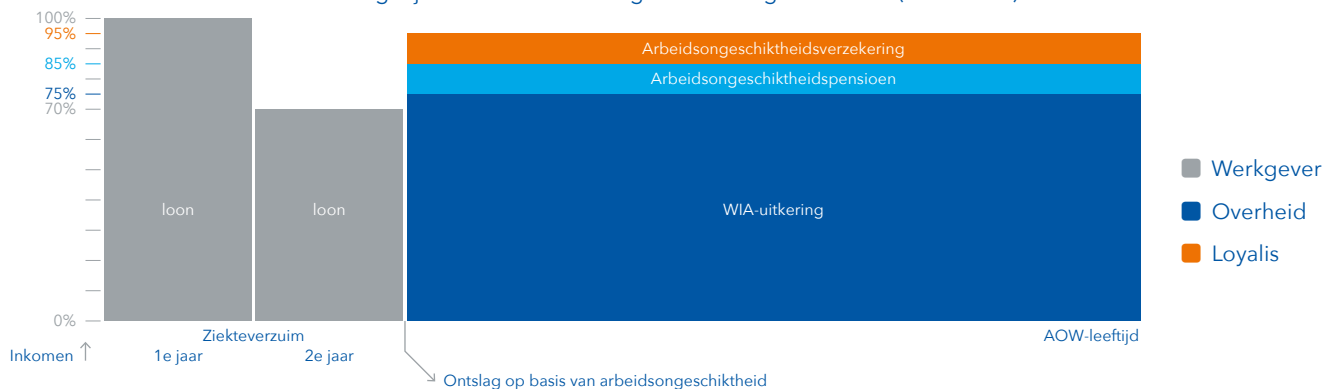 100%
95%
85%
75%
70%
0%
Arbeidsongeschiktheidsverzekering
Arbeidsongeschiktheidspensioen
WIA-uitkering
loon
loon
Werkgever
Overheid
Loyalis
Ziekteverzuim
AOW-leeftijd
Inkomen
1e jaar
2e jaar
Ontslag op basis van arbeidsongeschiktheid